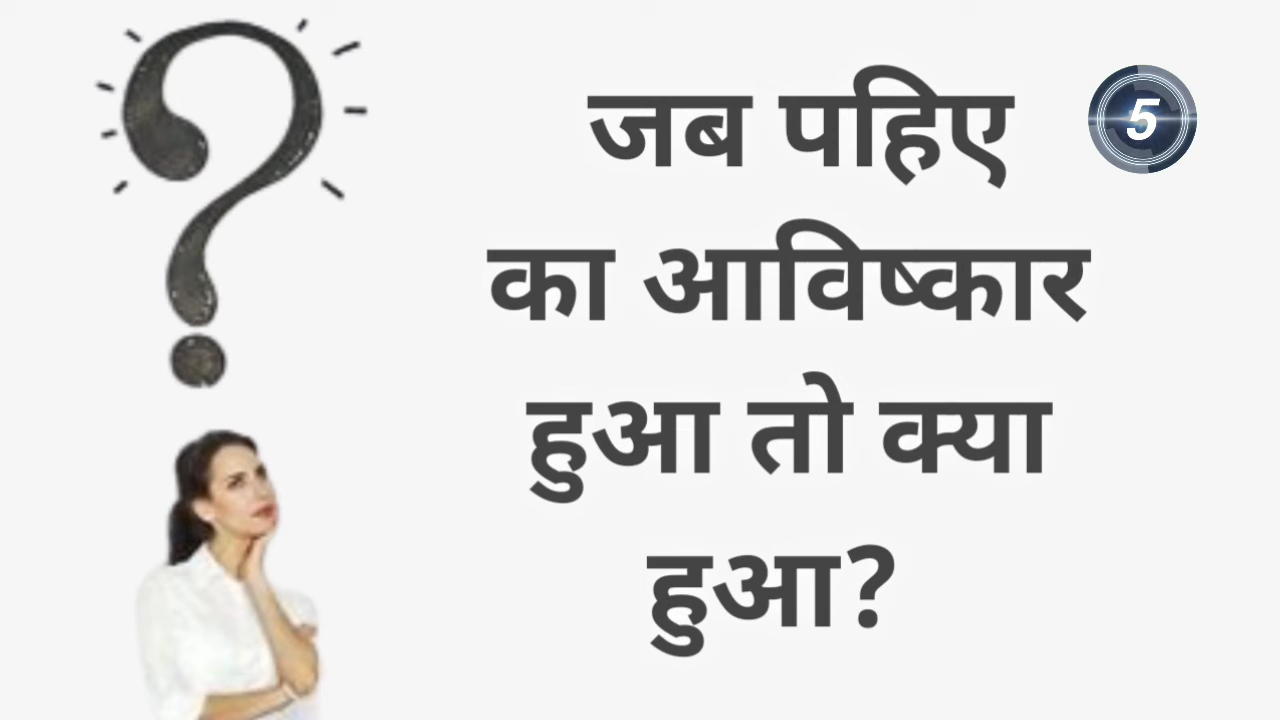 जब पहिए
5
का आविष्कार
हुआ तो क्या
हुआ?